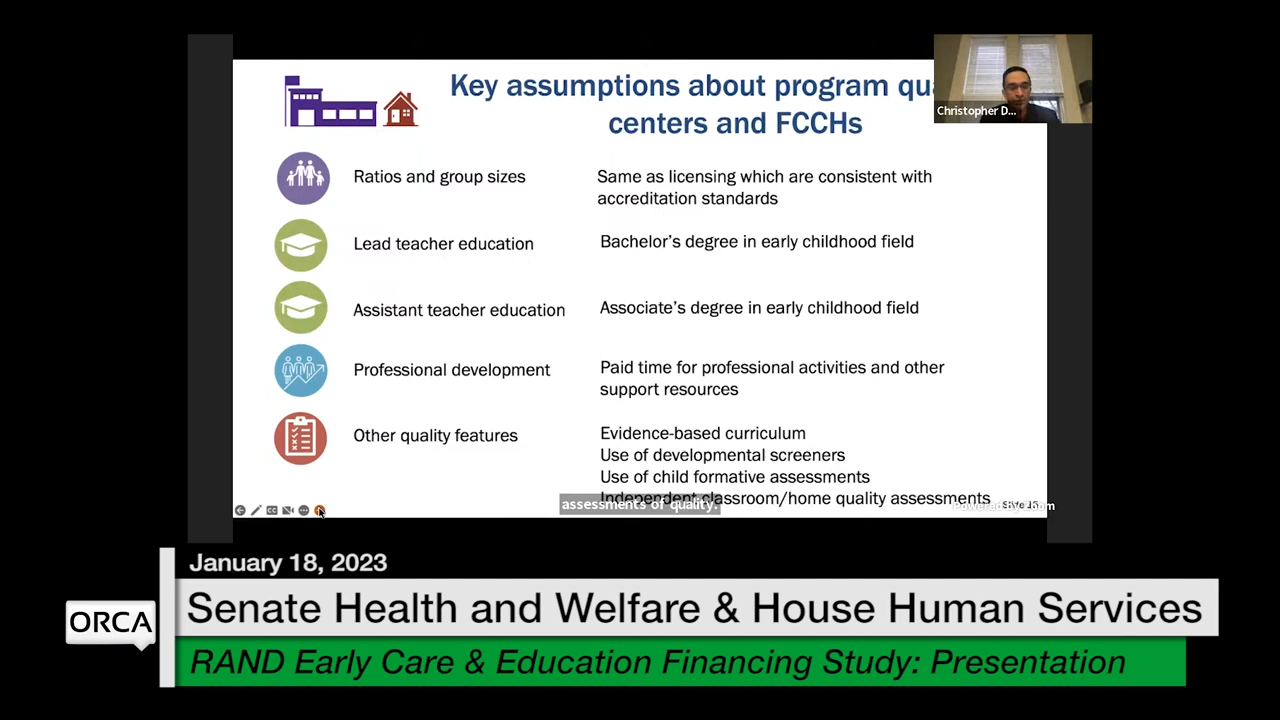 Key assumptions about program qu
centers and FCCHs
Christopher D...
Ratios and group sizes
Same as licensing which are consistent with
accreditation standards
Lead teacher education
Bachelor's degree in early childhood field
Assistant teacher education
Associate's degree in early childhood field
Professional development
Paid time for professional activities and other
support resources
Other quality features
Evidence-based curriculum
Use of developmental screeners
Use of child formative assessments
Independent classroom/home quality assessments
assessments of quality.
Powered by Zoom
January 18, 2023
Senate Health and Welfare & House Human Services
ORCA
RAND Early Care & Education Financing Study: Presentation